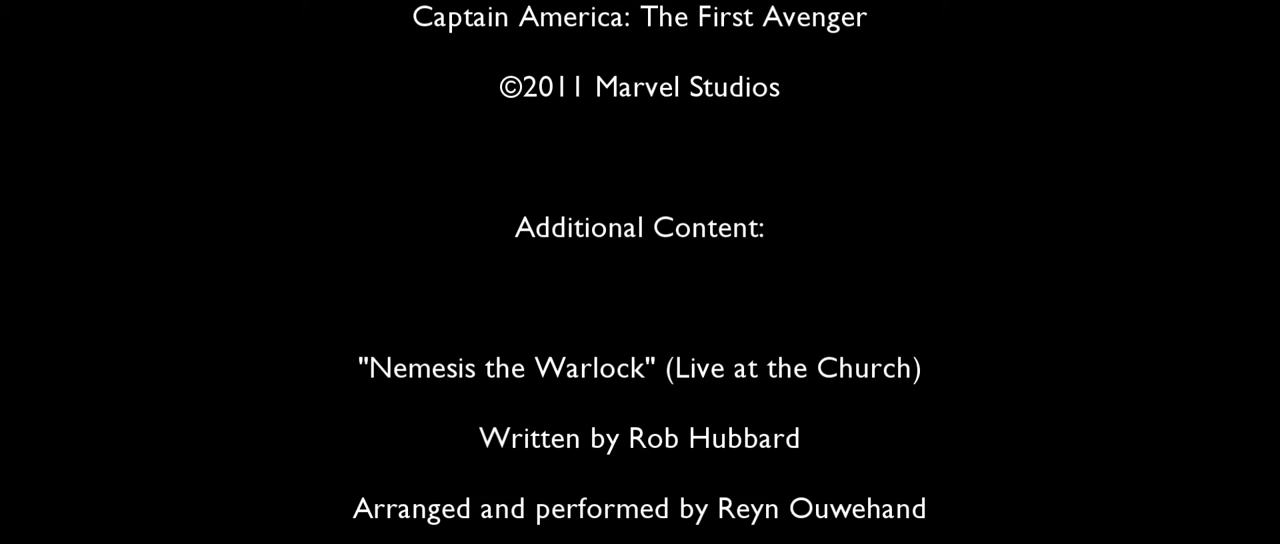 Captain America: The First Avenger
©2011 Marvel Studios
Additional Content:
"Nemesis the Warlock" (Live at the Church)
Written by Rob Hubbard
Arranged and performed by Reyn Ouwehand